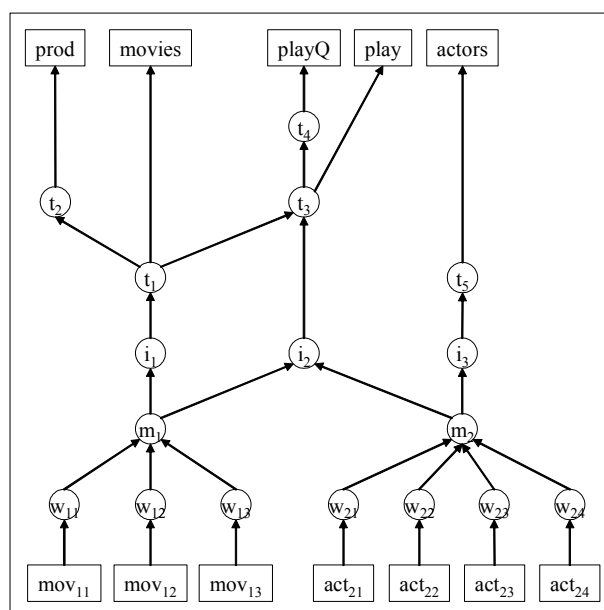 prod movies playQ play actors
t₄
t₂ t₃
t₁ t₅
i₁ i₂ i₃
m₁ m₂
w₁₁ w₁₂ w₁₃ w₂₁ w₂₂ w₂₃ w₂₄
mov₁₁ mov₁₂ mov₁₃ act₂₁ act₂₂ act₂₃ act₂₄